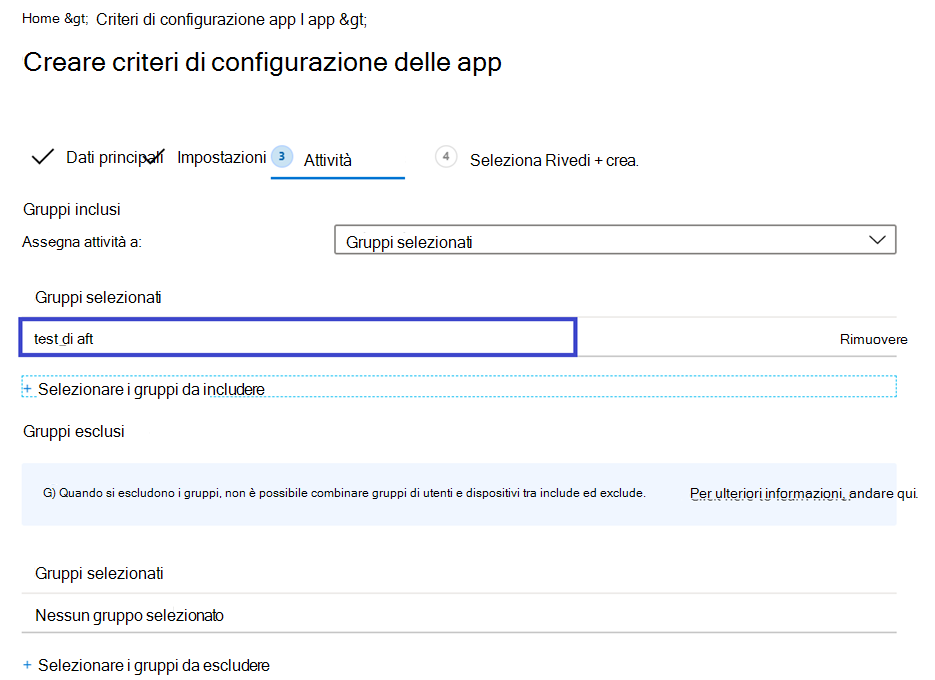 Home &gt; Criteri di configurazione app I app &gt;
Creare criteri di configurazione delle app
Dati principali Impostazioni 3 Attività 4 Seleziona Rivedi + crea.
Gruppi inclusi
Assegna attività a: Gruppi selezionati
Gruppi selezionati
test_di aft Rimuovere
+ Selezionare i gruppi da includere
Gruppi esclusi
G) Quando si escludono i gruppi, non è possibile combinare gruppi di utenti e dispositivi tra include ed exclude. Per ulteriori informazioni, andare qui.
Gruppi selezionati
Nessun gruppo selezionato
+ Selezionare i gruppi da escludere